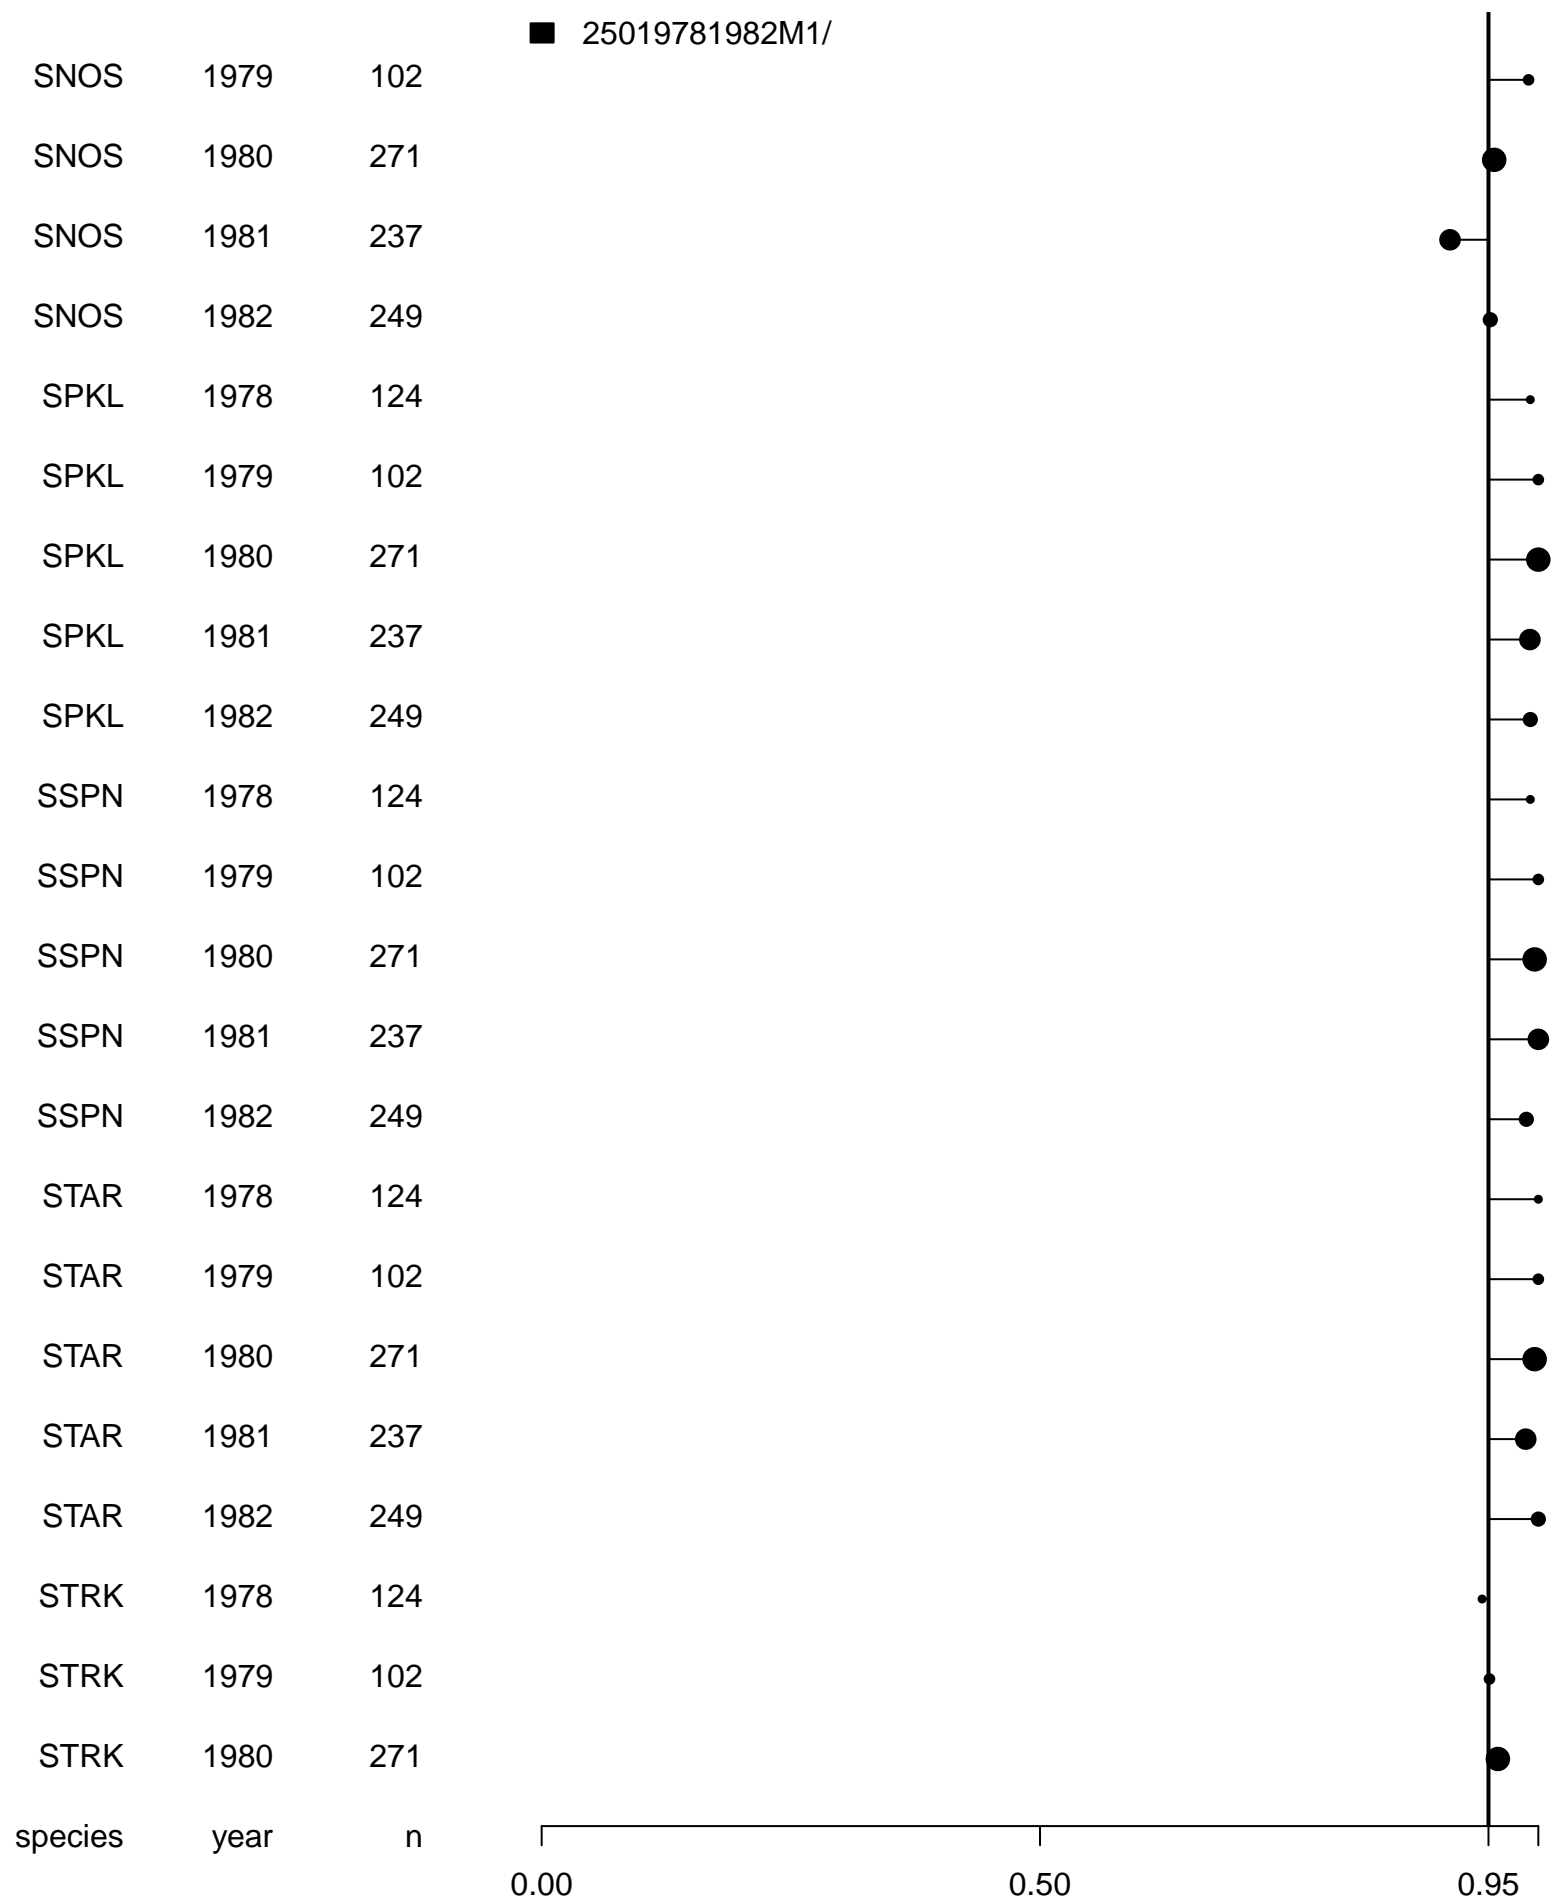 25019781982M1/
SNOS 1979 102
SNOS 1980 271
SNOS 1981 237
SNOS 1982 249
SPKL 1978 124
SPKL 1979 102
SPKL 1980 271
SPKL 1981 237
SPKL 1982 249
SSPN 1978 124
SSPN 1979 102
SSPN 1980 271
SSPN 1981 237
SSPN 1982 249
STAR 1978 124
STAR 1979 102
STAR 1980 271
STAR 1981 237
STAR 1982 249
STRK 1978 124
STRK 1979 102
STRK 1980 271
species year n
0.00 0.50 0.95